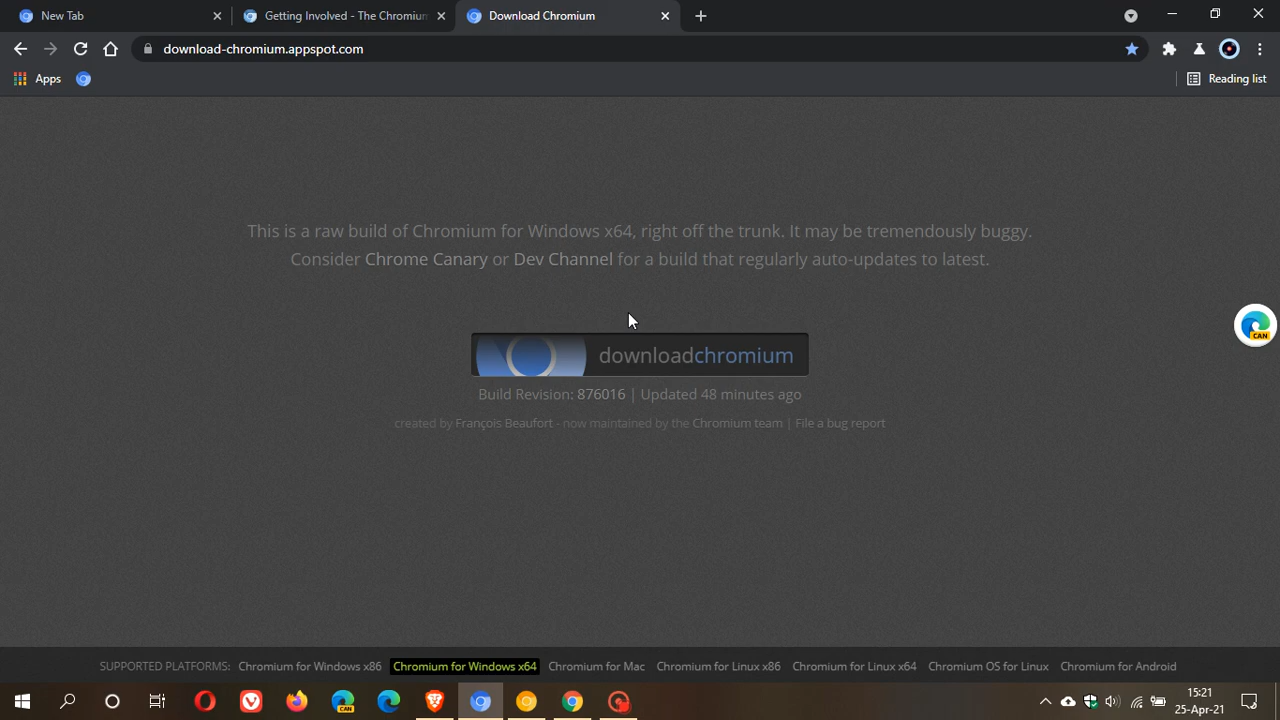 New Tab
Getting Involved - The Chromium
Download Chromium
download-chromium.appspot.com
Apps
Reading list
This is a raw build of Chromium for Windows x64, right off the trunk. It may be tremendously buggy.
Consider Chrome Canary or Dev Channel for a build that regularly auto-updates to latest.
CAN
downloadchromium
Build Revision: 876016 | Updated 48 minutes ago
created by François Beaufort - now maintained by the Chromium team | File a bug report
SUPPORTED PLATFORMS: Chromium for Windows x86 Chromium for Windows x64 Chromium for Mac Chromium for Linux x86 Chromium for Linux x64 Chromium OS for Linux Chromium for Android
CAN
15:21
25-Apr-21